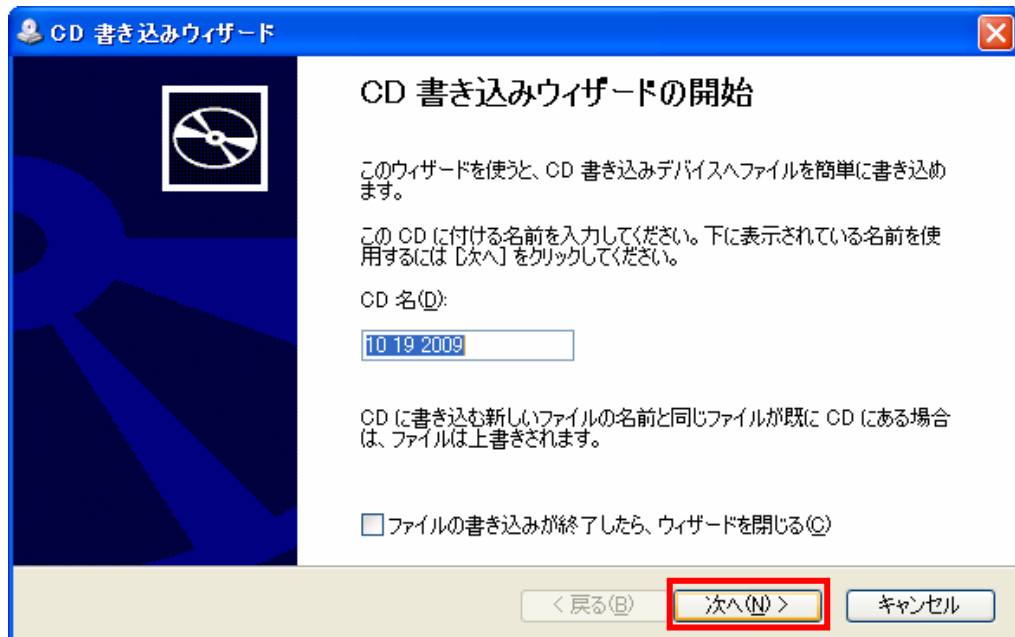 CD 書き込みウィザード
CD 書き込みウィザードの開始
このウィザードを使うと、CD 書き込みデバイスへファイルを簡単に書き込め
ます。
この CD に付ける名前を入力してください。下に表示されている名前を使
用するには [次へ] をクリックしてください。
CD 名(D):
10 19 2009
CD に書き込む新しいファイルの名前と同じファイルが既に CD にある場合
は、ファイルは上書きされます。
ファイルの書き込みが終了したら、ウィザードを閉じる(C)
< 戻る(B) 次へ(N) > キャンセル